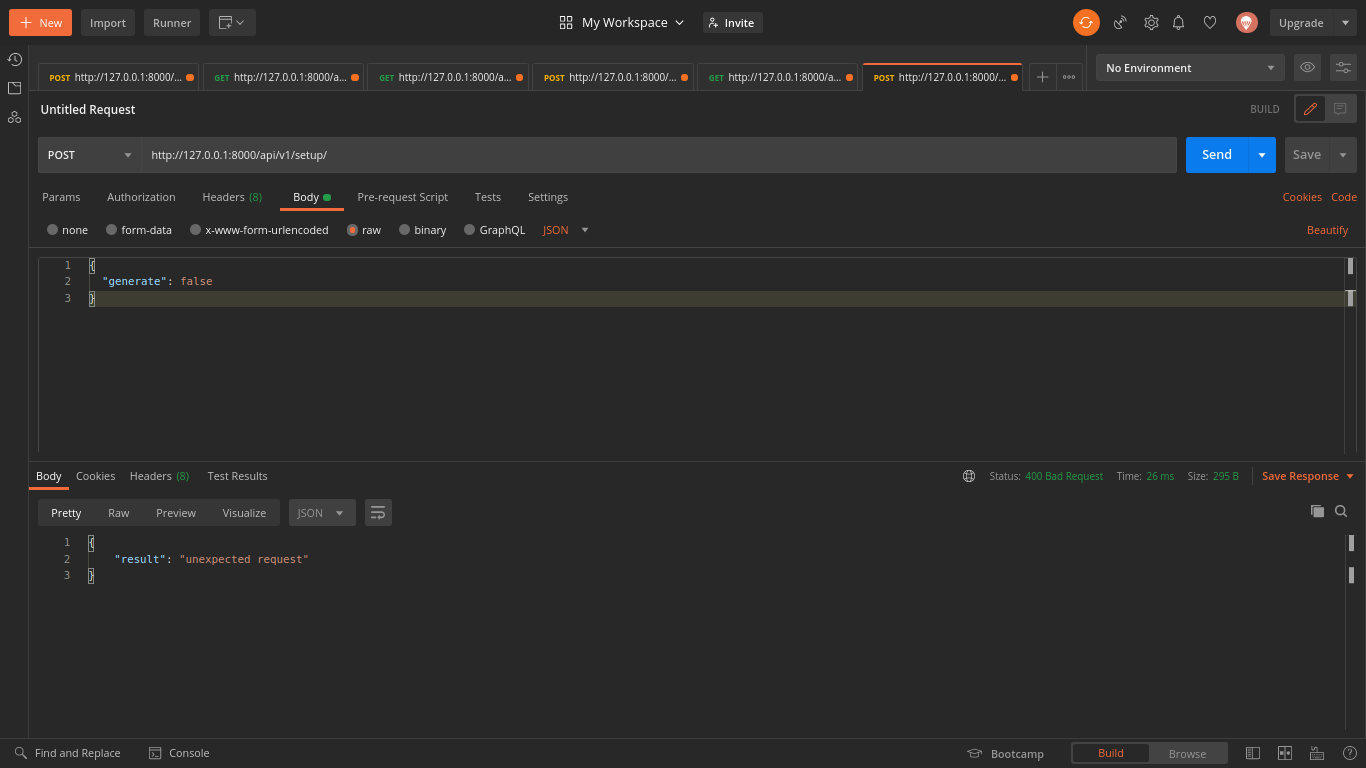 New Import Runner My Workspace Invite Upgrade
POST http://127.0.0.1:8000/... GET http://127.0.0.1:8000/a... GET http://127.0.0.1:8000/a... POST http://127.0.0.1:8000/... GET http://127.0.0.1:8000/a... POST http://127.0.0.1:8000/... No Environment
Untitled Request BUILD
POST http://127.0.0.1:8000/api/v1/setup/ Send Save
Params Authorization Headers (8) Body Pre-request Script Tests Settings Cookies Code
none form-data x-www-form-urlencoded raw binary GraphQL JSON Beautify
1 {
2 "generate": false
3 }
Body Cookies Headers (8) Test Results Status: 400 Bad Request Time: 26 ms Size: 295 B Save Response
Pretty Raw Preview Visualize JSON
1 {
2 "result": "unexpected request"
3 }
Find and Replace Console Bootcamp Build Browse